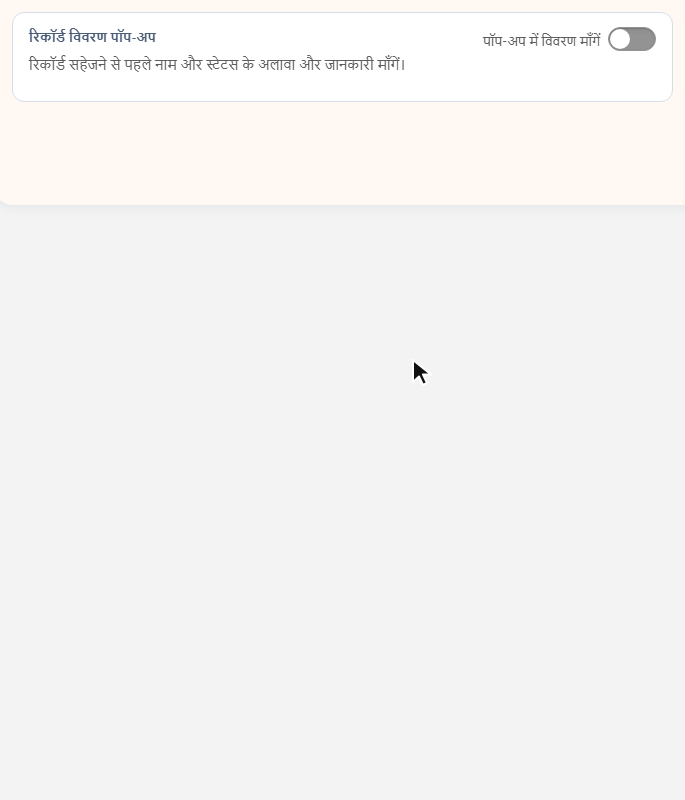 रिकॉर्ड विवरण पॉप-अप
पॉप-अप में विवरण माँगें
रिकॉर्ड सहेजने से पहले नाम और स्टेटस के अलावा और जानकारी माँगें।